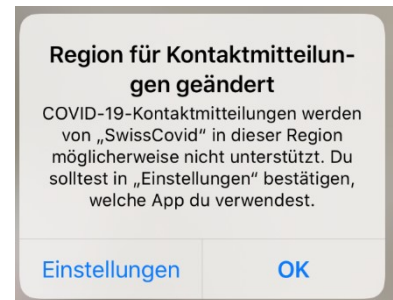 Region für Kontaktmitteilun-
gen geändert
COVID-19-Kontaktmitteilungen werden
von „SwissCovid“ in dieser Region
möglicherweise nicht unterstützt. Du
solltest in „Einstellungen“ bestätigen,
welche App du verwendest.
Einstellungen OK